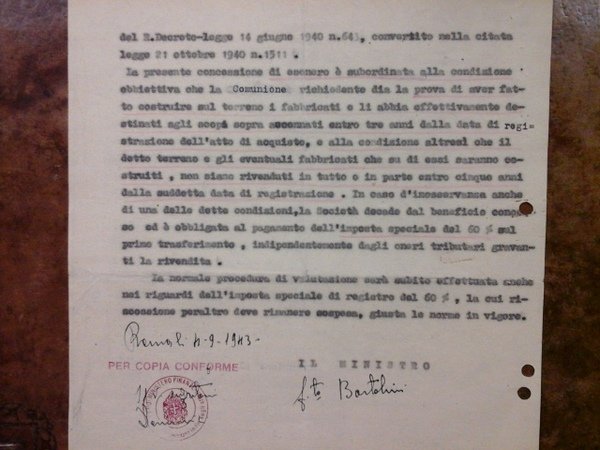 del R.Decreto-legge 14 giugno 1940 n.643, convertito nella citata
legge 21 ottobre 1940 n.1511 .
La presente concessione di esonero è subordinata alla condizione
obbiettiva che la Comunione richiedente dia la prova di aver fat-
to costruire sul terreno i fabbricati e li abbia effettivamente de-
stinati agli scopi sopra accennati entro tre anni dalla data di regi-
strazione dell'atto di acquisto, e alla condizione altresì che il
detto terreno e gli eventuali fabbricati che su di essi saranno co-
struiti , non siano rivenduti in tutto o in parte entro cinque anni
dalla suddetta data di registrazione . In caso d'inosservanza anche
di una delle dette condizioni,la Società decade dal beneficio conces
so ed è obbligata al pagamento dell'imposta speciale del 60 % sul
primo trasferimento , indipendentemente dagli oneri tributari gravan-
ti la rivendita .
La normale procedura di valutazione sarà subito effettuata anche
nei riguardi dell'imposta speciale di registro del 60 % , la cui ri-
scossione peraltro deve rimanere sospesa, giusta le norme in vigore.
Roma, li 4-9-1943-
PER COPIA CONFORME
IL MINISTRO
f.to Bartolini